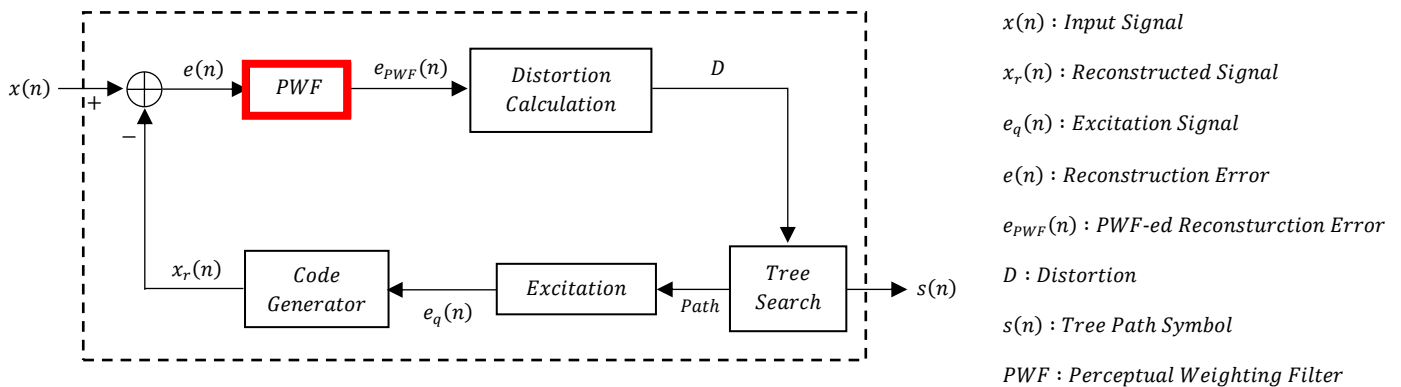 x(n)
+
−
e(n)
PWF
e_PWF(n)
Distortion
Calculation
D
x_r(n)
Code
Generator
e_q(n)
Excitation
Path
Tree
Search
s(n)
x(n) : Input Signal
x_r(n) : Reconstructed Signal
e_q(n) : Excitation Signal
e(n) : Reconstruction Error
e_PWF(n) : PWF-ed Reconsturction Error
D : Distortion
s(n) : Tree Path Symbol
PWF : Perceptual Weighting Filter